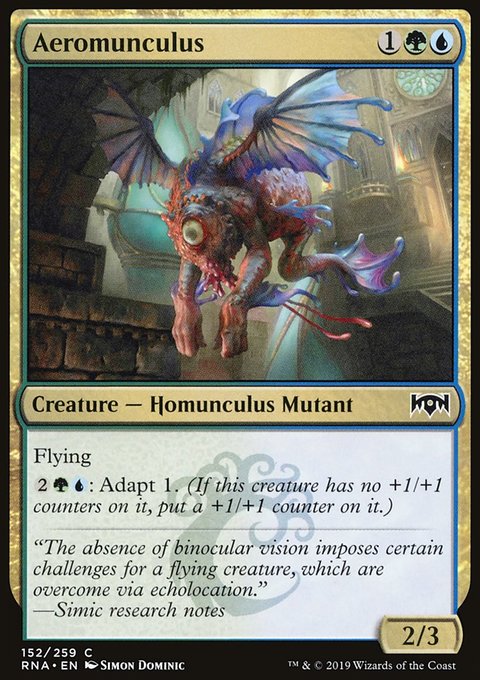 Aeromunculus 1
Creature — Homunculus Mutant
Flying
2: Adapt 1. (If this creature has no +1/+1
counters on it, put a +1/+1 counter on it.)
“The absence of binocular vision imposes certain
challenges for a flying creature, which are
overcome via echolocation.”
—Simic research notes
2/3
152/259 C
RNA • EN Simon Dominic
™ & © 2019 Wizards of the Coast